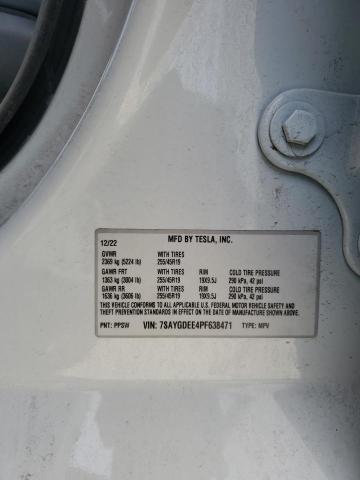 12/22 MFD BY TESLA, INC.
GVWR WITH TIRES
2369 kg (5224 lb) 255/45R19
GAWR FRT WITH TIRES RIM COLD TIRE PRESSURE
1363 kg (3004 lb) 255/45R19 19X9.5J 290 kPa, 42 psi
GAWR RR WITH TIRES RIM COLD TIRE PRESSURE
1636 kg (3606 lb) 255/45R19 19X9.5J 290 kPa, 42 psi
THIS VEHICLE CONFORMS TO ALL APPLICABLE U.S. FEDERAL MOTOR VEHICLE SAFETY AND
THEFT PREVENTION STANDARDS IN EFFECT ON THE DATE OF MANUFACTURE SHOWN ABOVE.
PNT: PPSW VIN: 7SAYGDEE4PF638471 TYPE: MPV